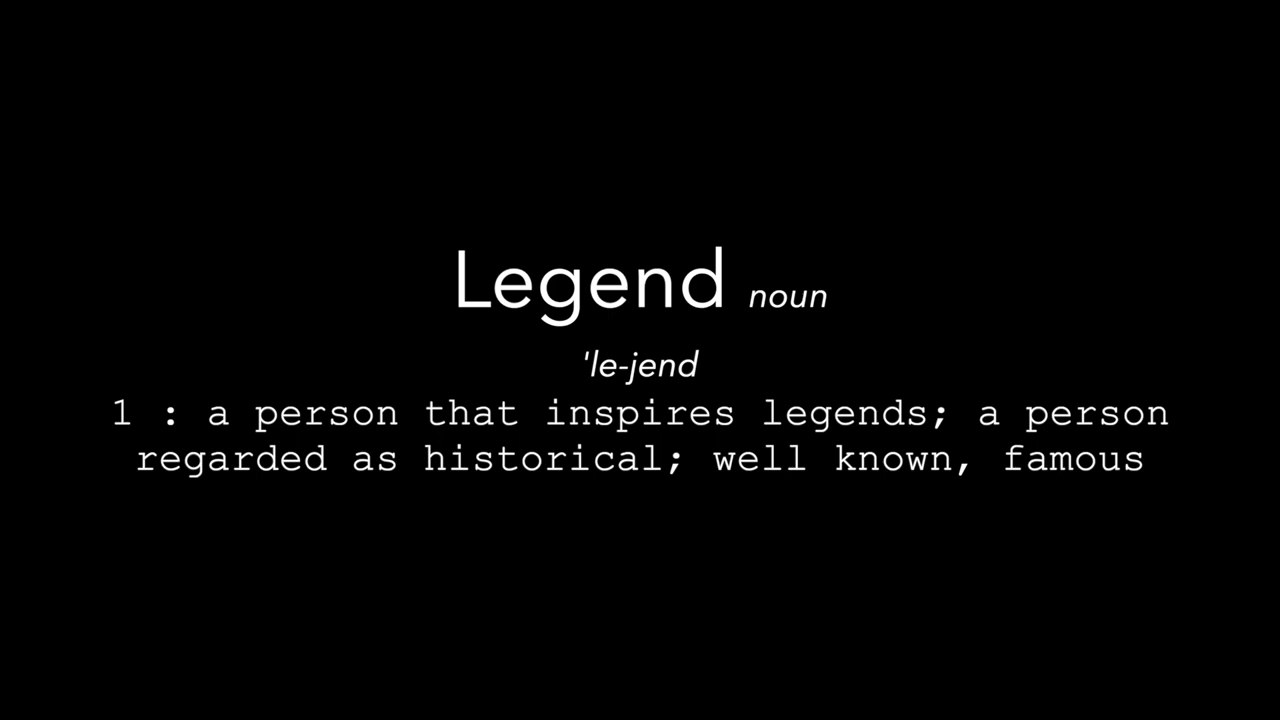 Legend noun
'le-jend
1 : a person that inspires legends; a person
regarded as historical; well known, famous